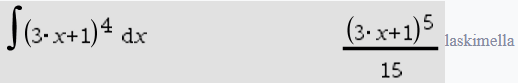 ∫(3·x+1)⁴ dx (3·x+1)⁵/15 laskimella